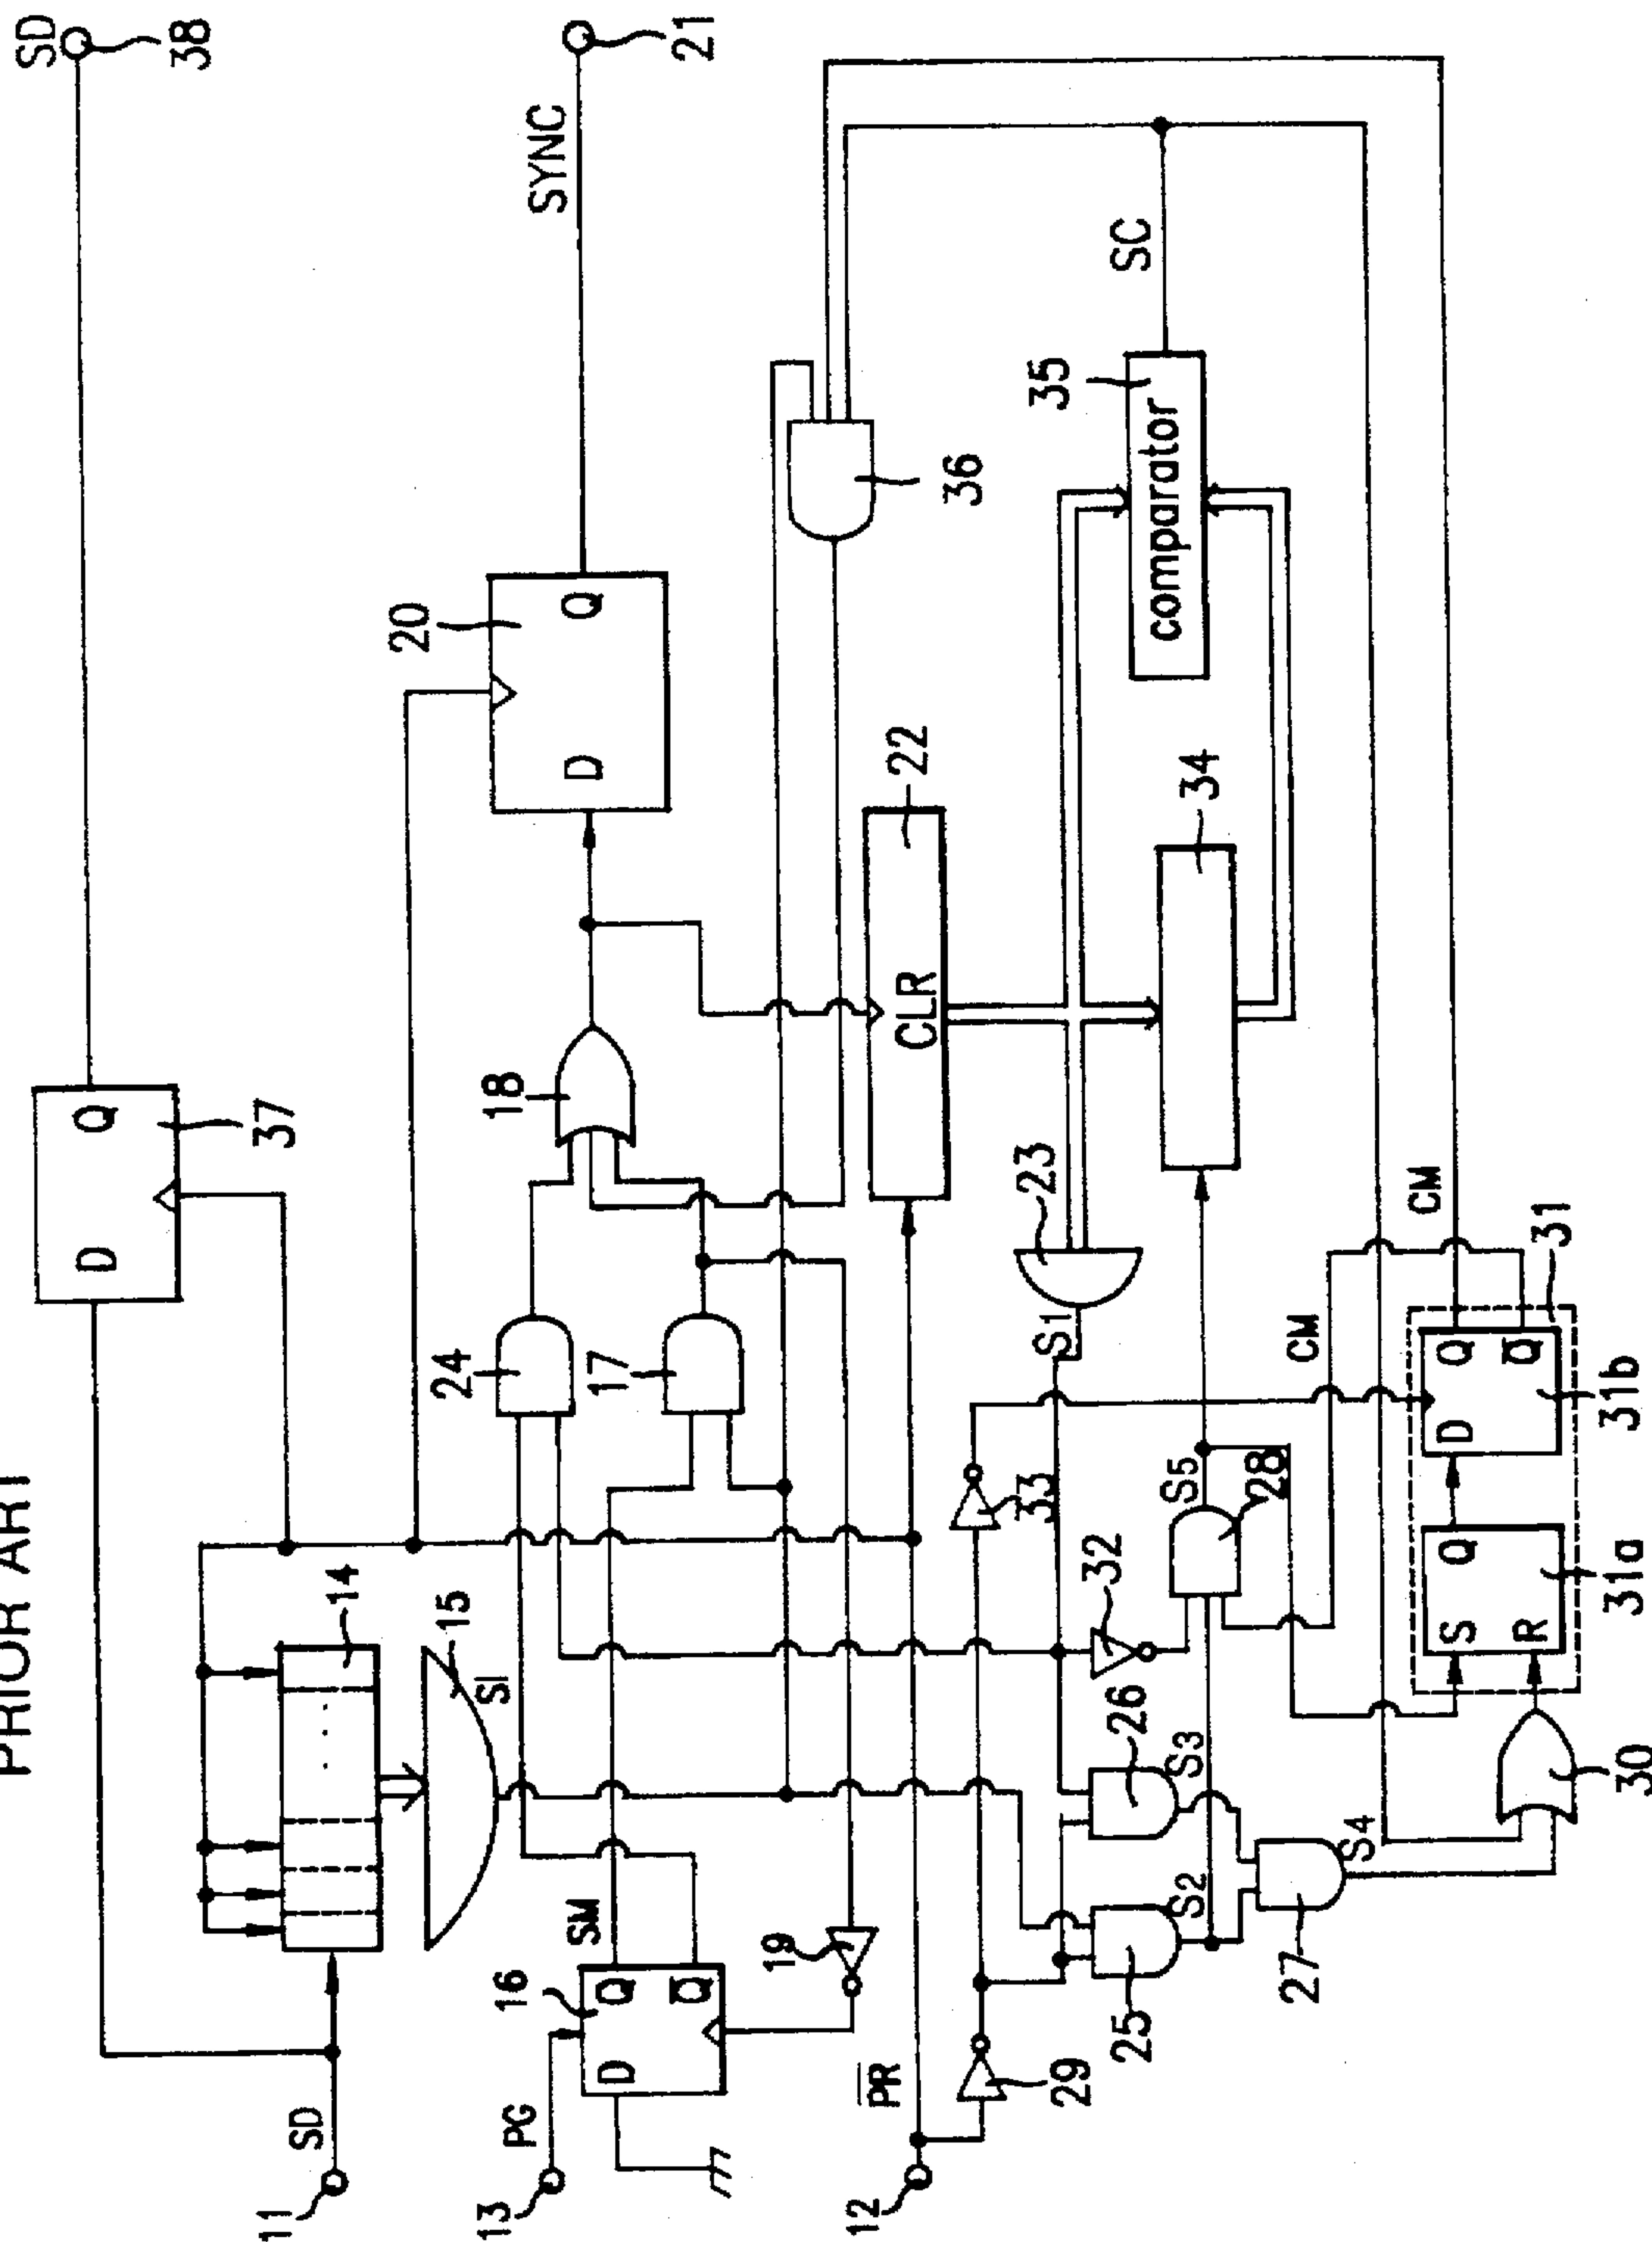 PRIOR ART
SD
38
SD
11
D
Q
37
14
15
SI
SYNC
21
20
D
Q
18
24
17
PG
13
16
D
Q
Q̅
SM
19
36
22
CLR
P̅R̅
12
29
33
23
S1
35
comparator
SC
34
32
26
S3
25
S2
27
S4
28
S5
CM
CM
30
31
31a
S
Q
R
31b
D
Q
Q̅